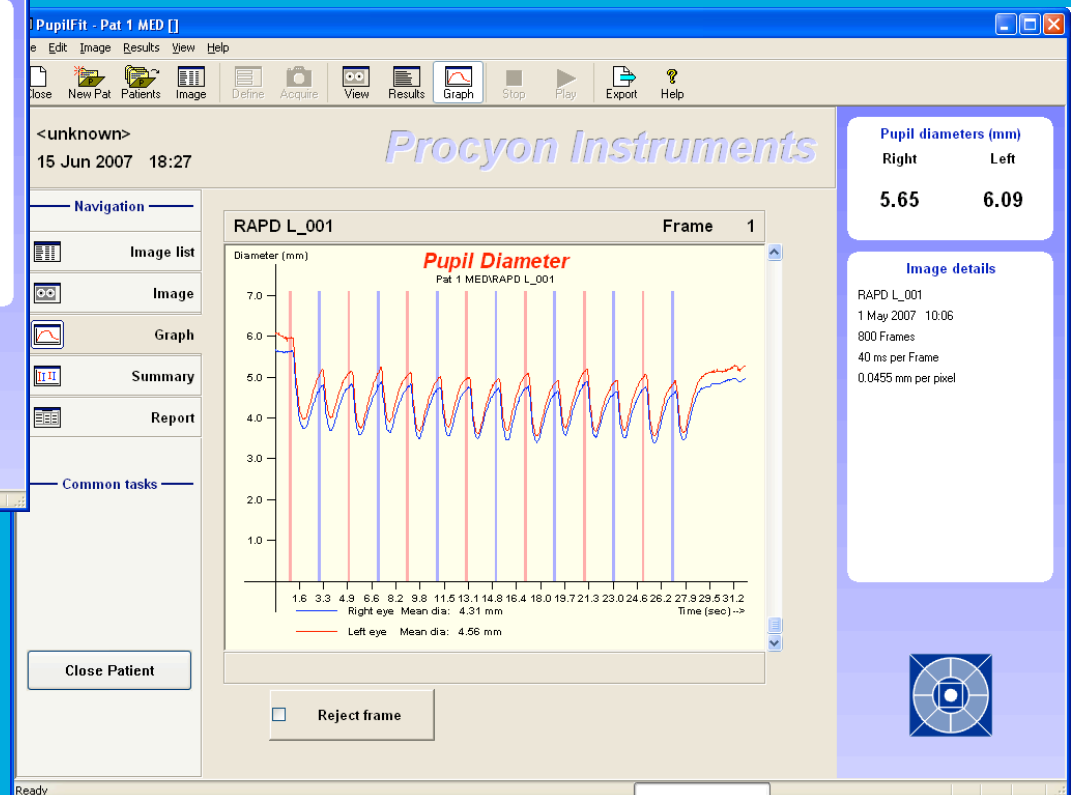 PupilFit - Pat 1 MED []
Edit Image Results View Help
New Pat Patients Image Define Acquire View Results Graph Stop Play Export Help
<unknown>
15 Jun 2007 18:27
Procyon Instruments
Navigation
Image list
Image
Graph
Summary
Report
Common tasks
Close Patient
RAPD L_001 Frame 1
Diameter (mm)
Pupil Diameter
Pat 1 MED\RAPD L_001
7.0
6.0
5.0
4.0
3.0
2.0
1.0
1.6 3.3 4.9 6.6 8.2 9.8 11.5 13.1 14.8 16.4 18.0 19.7 21.3 23.0 24.6 26.2 27.9 29.5 31.2
Right eye Mean dia: 4.31 mm
Time (sec)-->
Left eye Mean dia: 4.56 mm
Reject frame
Pupil diameters (mm)
Right Left
5.65 6.09
Image details
RAPD L_001
1 May 2007 10:06
800 Frames
40 ms per Frame
0.0455 mm per pixel
Ready